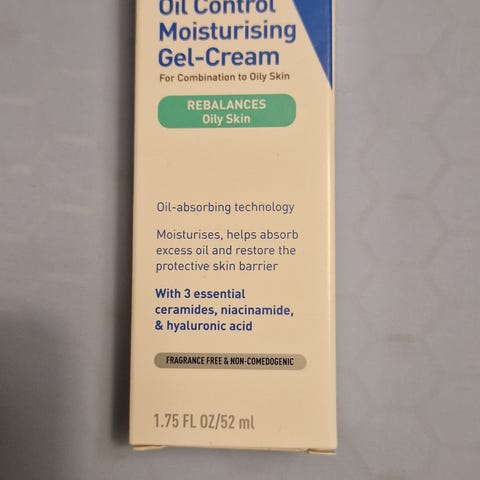 Oil Control
Moisturising
Gel-Cream
For Combination to Oily Skin
REBALANCES
Oily Skin
Oil-absorbing technology
Moisturises, helps absorb
excess oil and restore the
protective skin barrier
With 3 essential
ceramides, niacinamide,
& hyaluronic acid
FRAGRANCE FREE & NON-COMEDOGENIC
1.75 FL OZ/52 ml